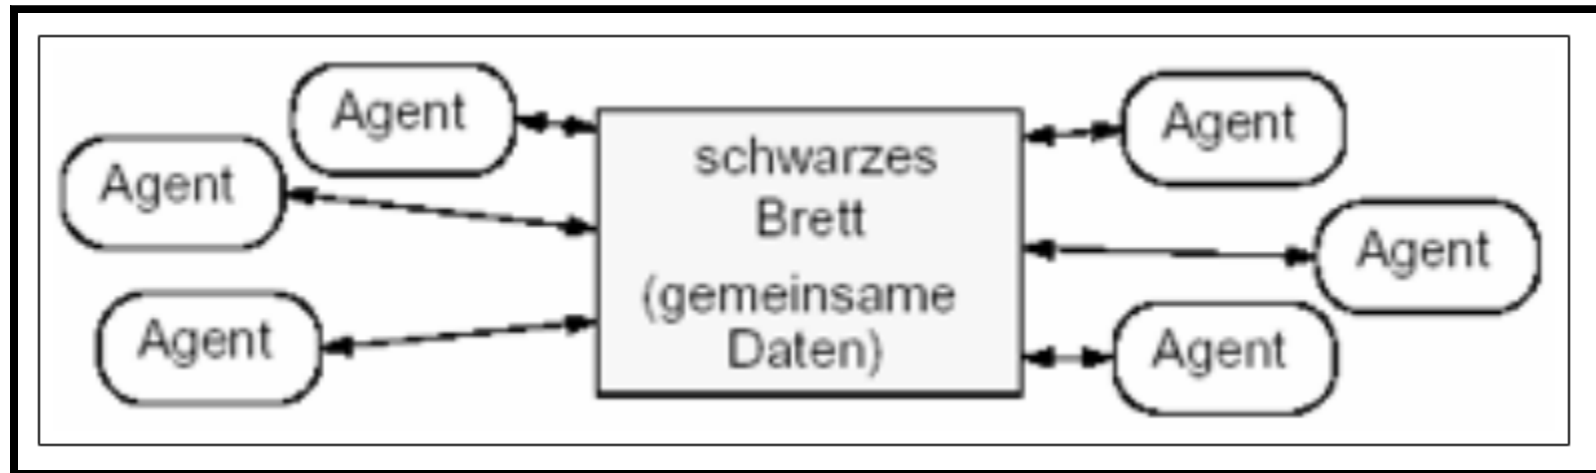 Agent
Agent
Agent
schwarzes
Brett
(gemeinsame
Daten)
Agent
Agent
Agent